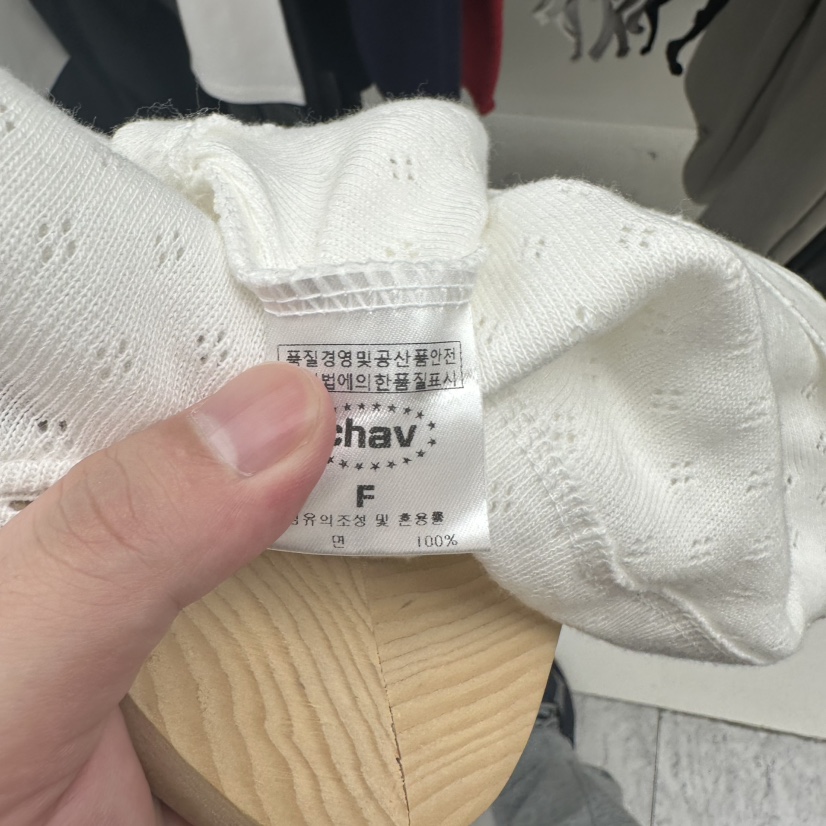 품질경영및공산품안전
법에의한품질표시
chav
F
섬유의조성 및 혼용률
면 100%